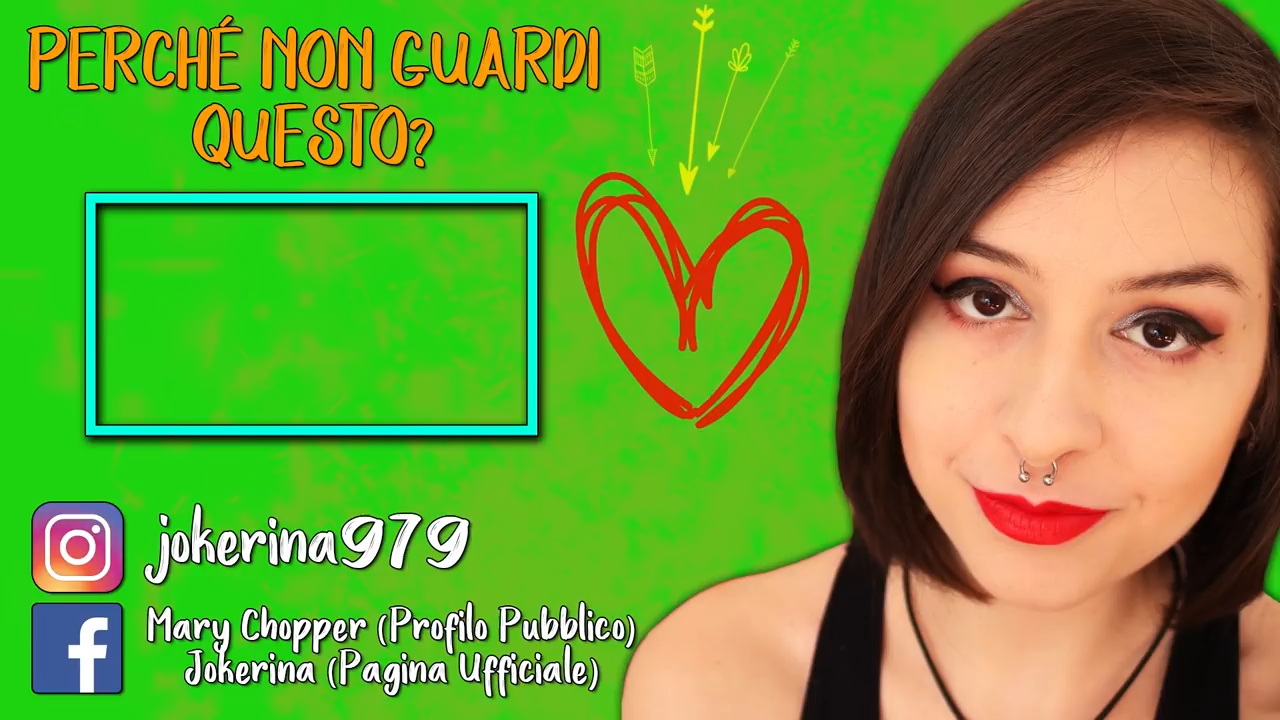 PERCHÉ NON GUARDI
QUESTO?
jokerina979
Mary Chopper (Profilo Pubblico)
Jokerina (Pagina Ufficiale)